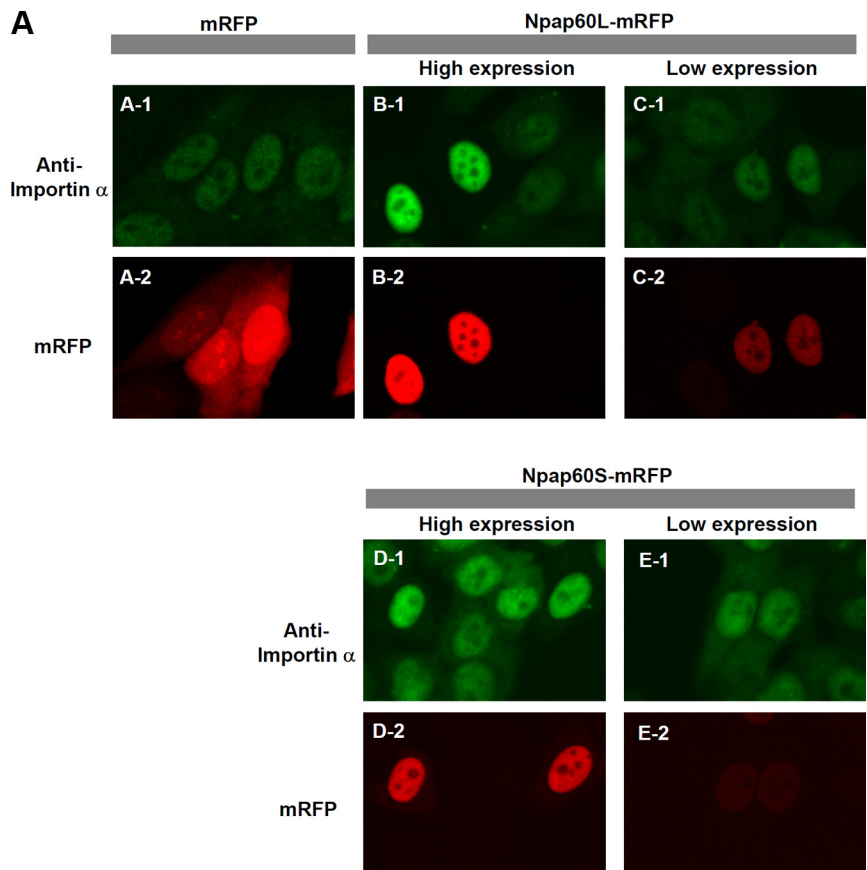 A
mRFP
Npap60L-mRFP
High expression
Low expression
A-1
B-1
C-1
Anti-
Importin α
A-2
B-2
C-2
mRFP
Npap60S-mRFP
High expression
Low expression
D-1
E-1
Anti-
Importin α
D-2
E-2
mRFP